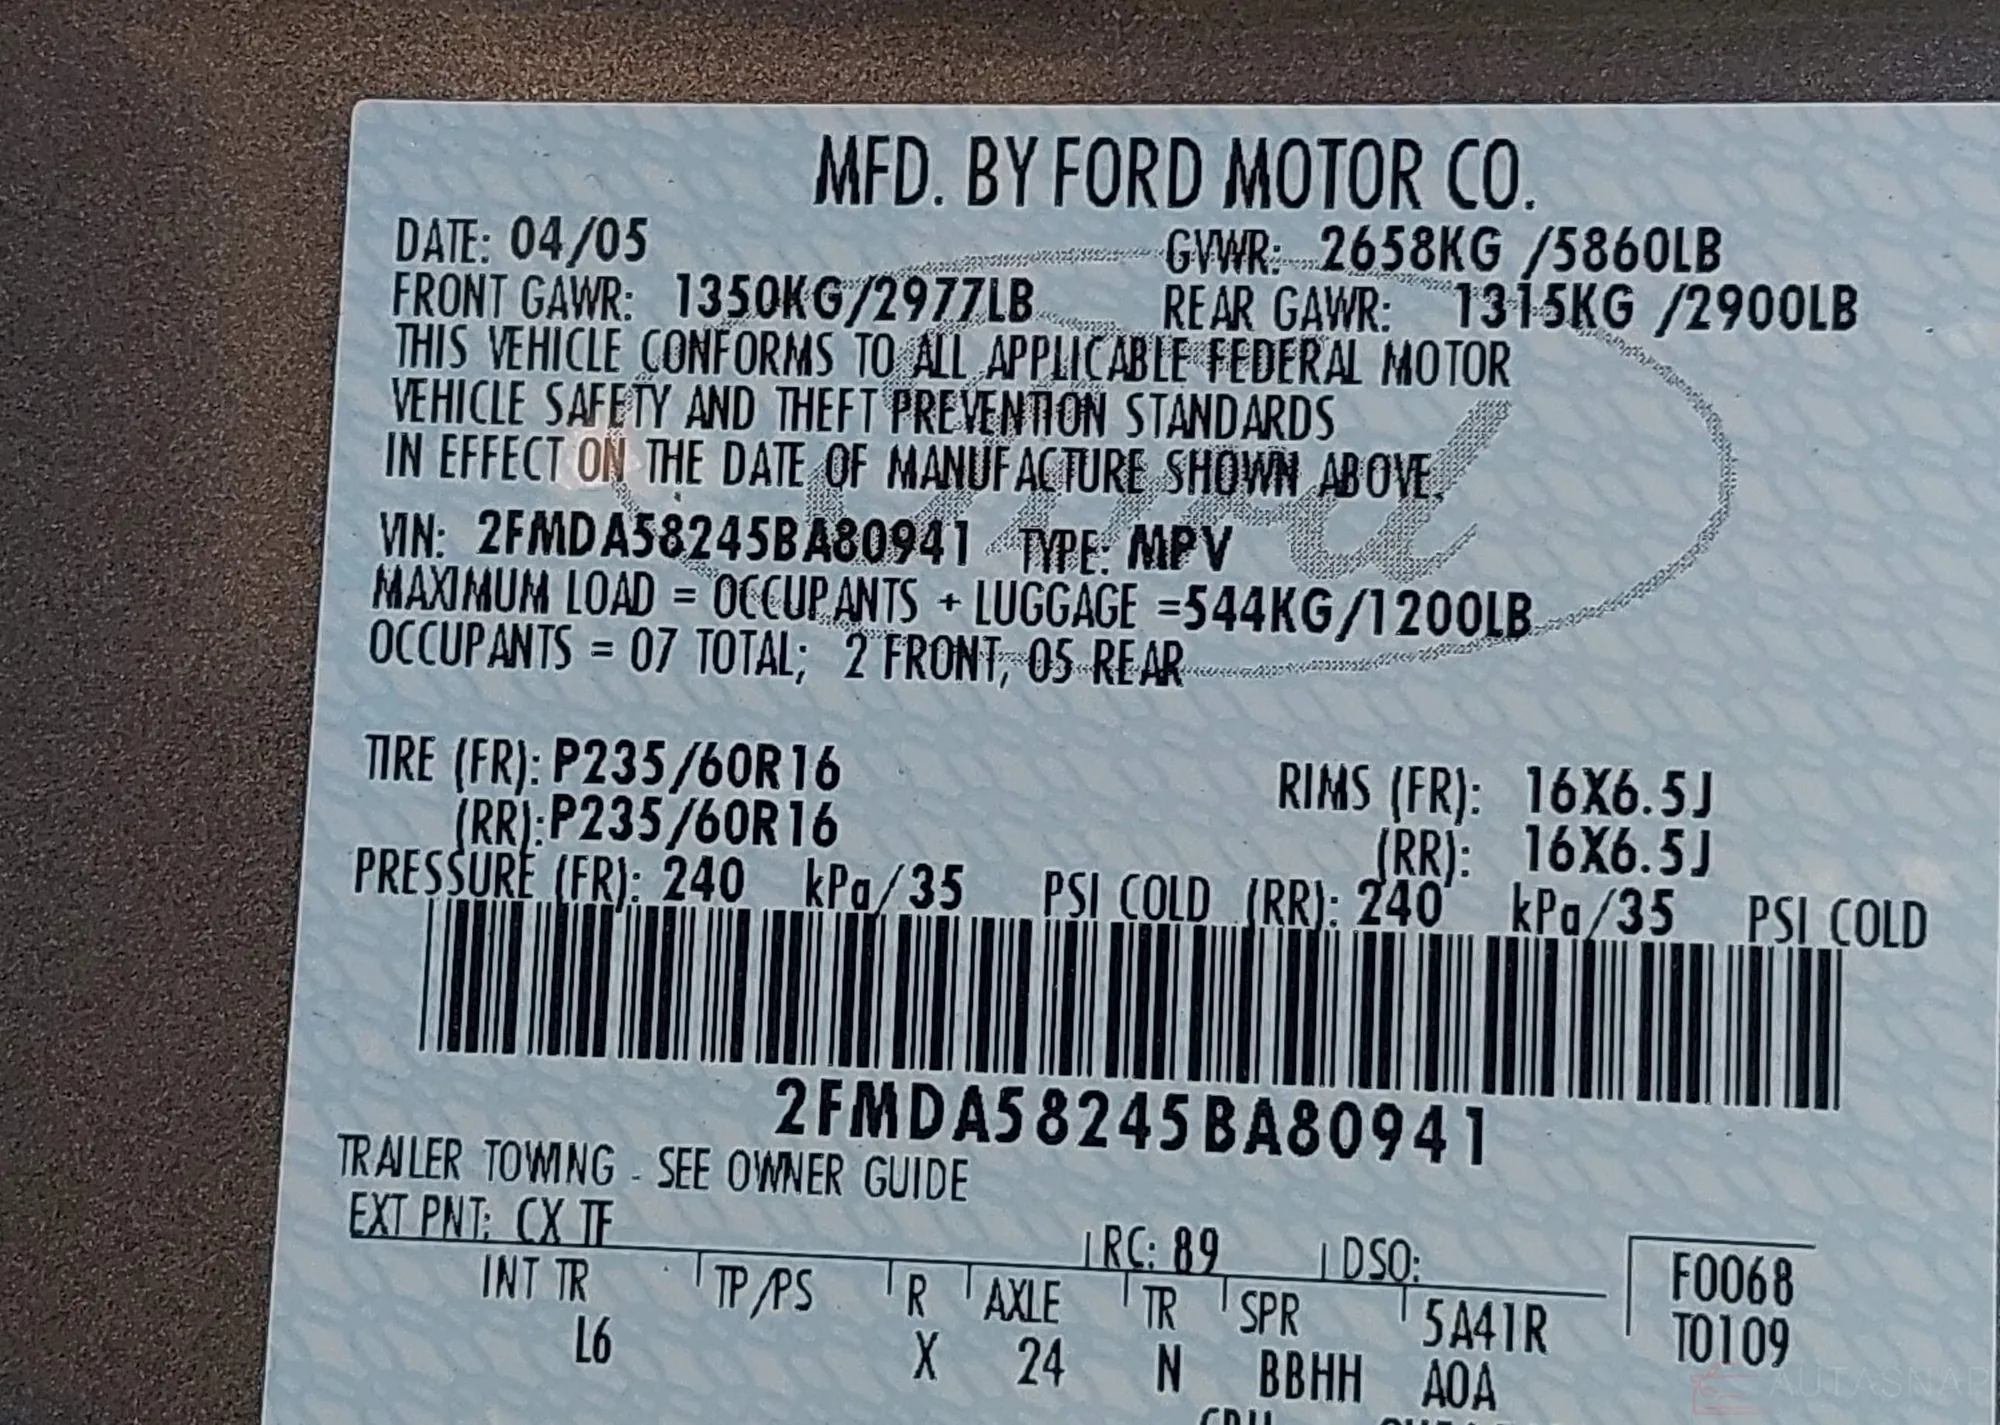 MFD. BY FORD MOTOR CO.
DATE: 04/05 GVWR: 2658KG /5860LB
FRONT GAWR: 1350KG/2977LB REAR GAWR: 1315KG /2900LB
THIS VEHICLE CONFORMS TO ALL APPLICABLE FEDERAL MOTOR
VEHICLE SAFETY AND THEFT PREVENTION STANDARDS
IN EFFECT ON THE DATE OF MANUFACTURE SHOWN ABOVE.
VIN: 2FMDA58245BA80941 TYPE: MPV
MAXIMUM LOAD = OCCUPANTS + LUGGAGE =544KG/1200LB
OCCUPANTS = 07 TOTAL; 2 FRONT, 05 REAR
TIRE (FR): P235/60R16 RIMS (FR): 16X6.5J
(RR): P235/60R16 (RR): 16X6.5J
PRESSURE (FR): 240 kPa/35 PSI COLD (RR): 240 kPa/35 PSI COLD
2FMDA58245BA80941
TRAILER TOWING - SEE OWNER GUIDE
EXT PNT: CX TF RC: 89 DSO: F0068
INT TR TP/PS R AXLE TR SPR 5A41R T0109
L6 X 24 N BBHH A0A
AUTASNAP